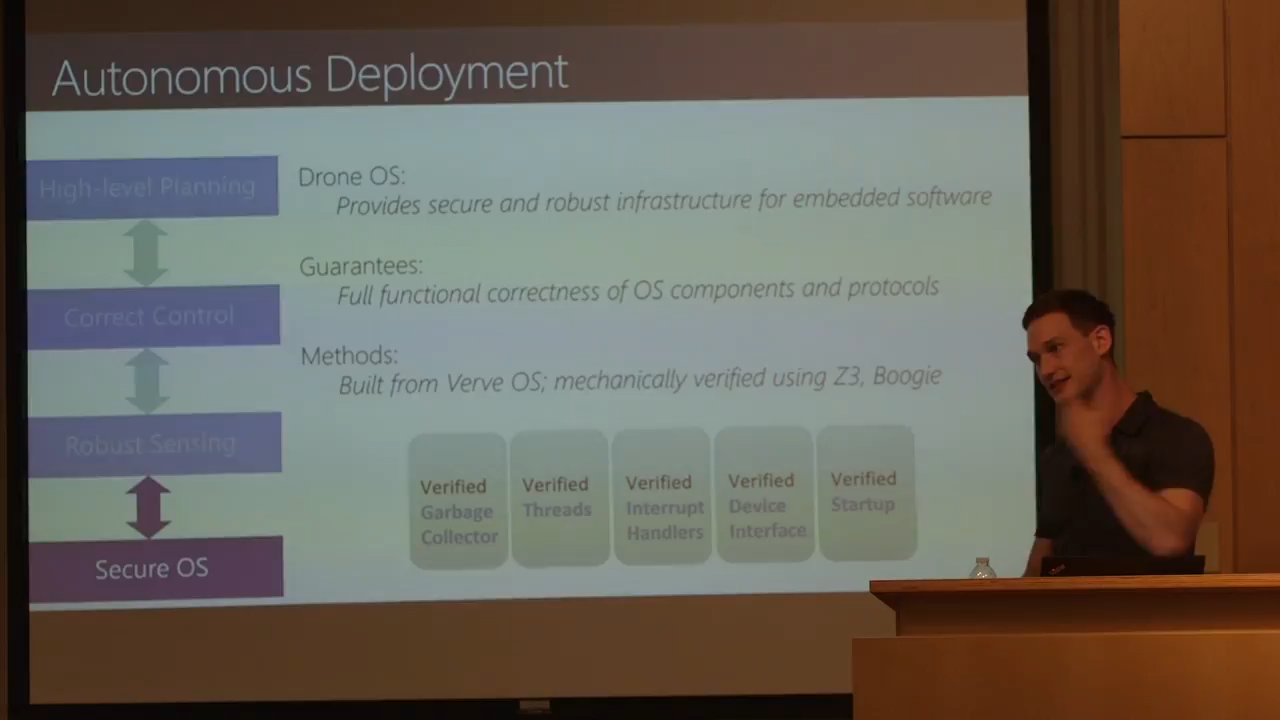 Autonomous Deployment
High-level Planning
Correct Control
Robust Sensing
Secure OS
Drone OS:
Provides secure and robust infrastructure for embedded software
Guarantees:
Full functional correctness of OS components and protocols
Methods:
Built from Verve OS; mechanically verified using Z3, Boogie
Verified
Garbage
Collector
Verified
Threads
Verified
Interrupt
Handlers
Verified
Device
Interface
Verified
Startup